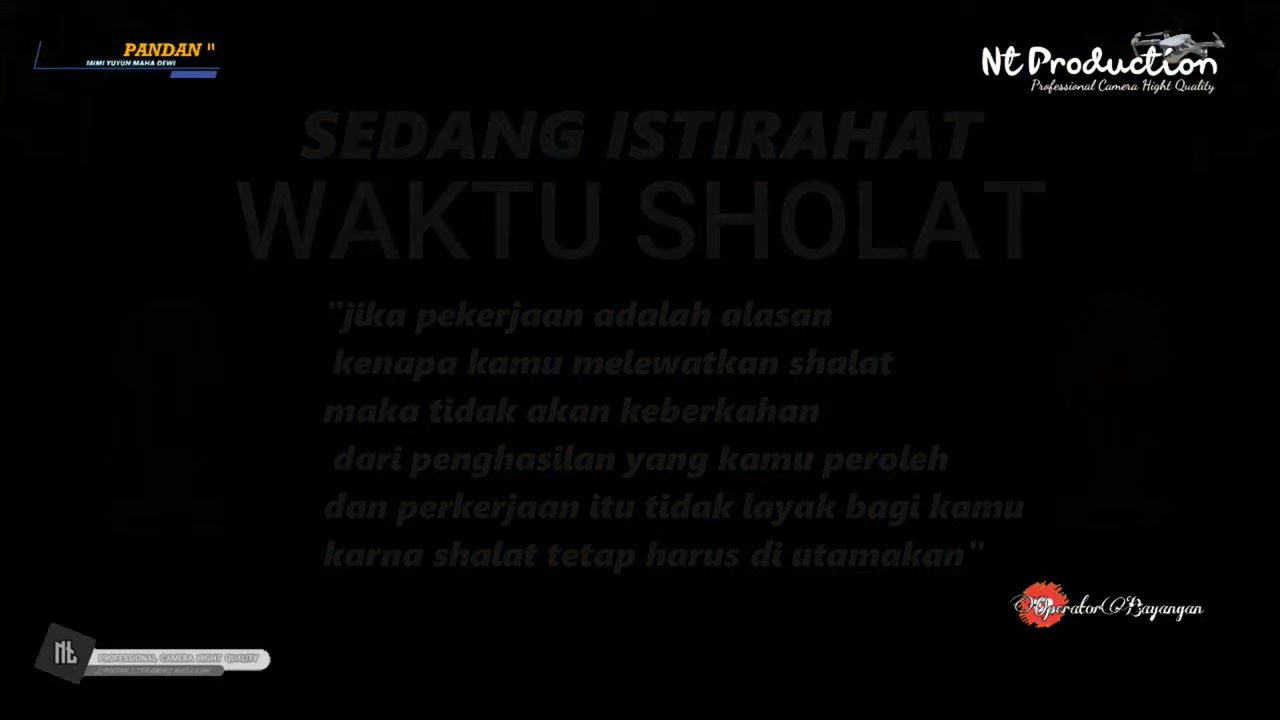 PANDAN "
MIMI YUYUN MAHA DEWI
Nt Production
Professional Camera Hight Quality
SEDANG ISTIRAHAT
WAKTU SHOLAT
"jika pekerjaan adalah alasan
kenapa kamu melewatkan shalat
maka tidak akan keberkahan
dari penghasilan yang kamu peroleh
dan perkerjaan itu tidak layak bagi kamu
karna shalat tetap harus di utamakan"
Operator Bayangan
Nt
PROFESSIONAL CAMERA HIGHT QUALITY